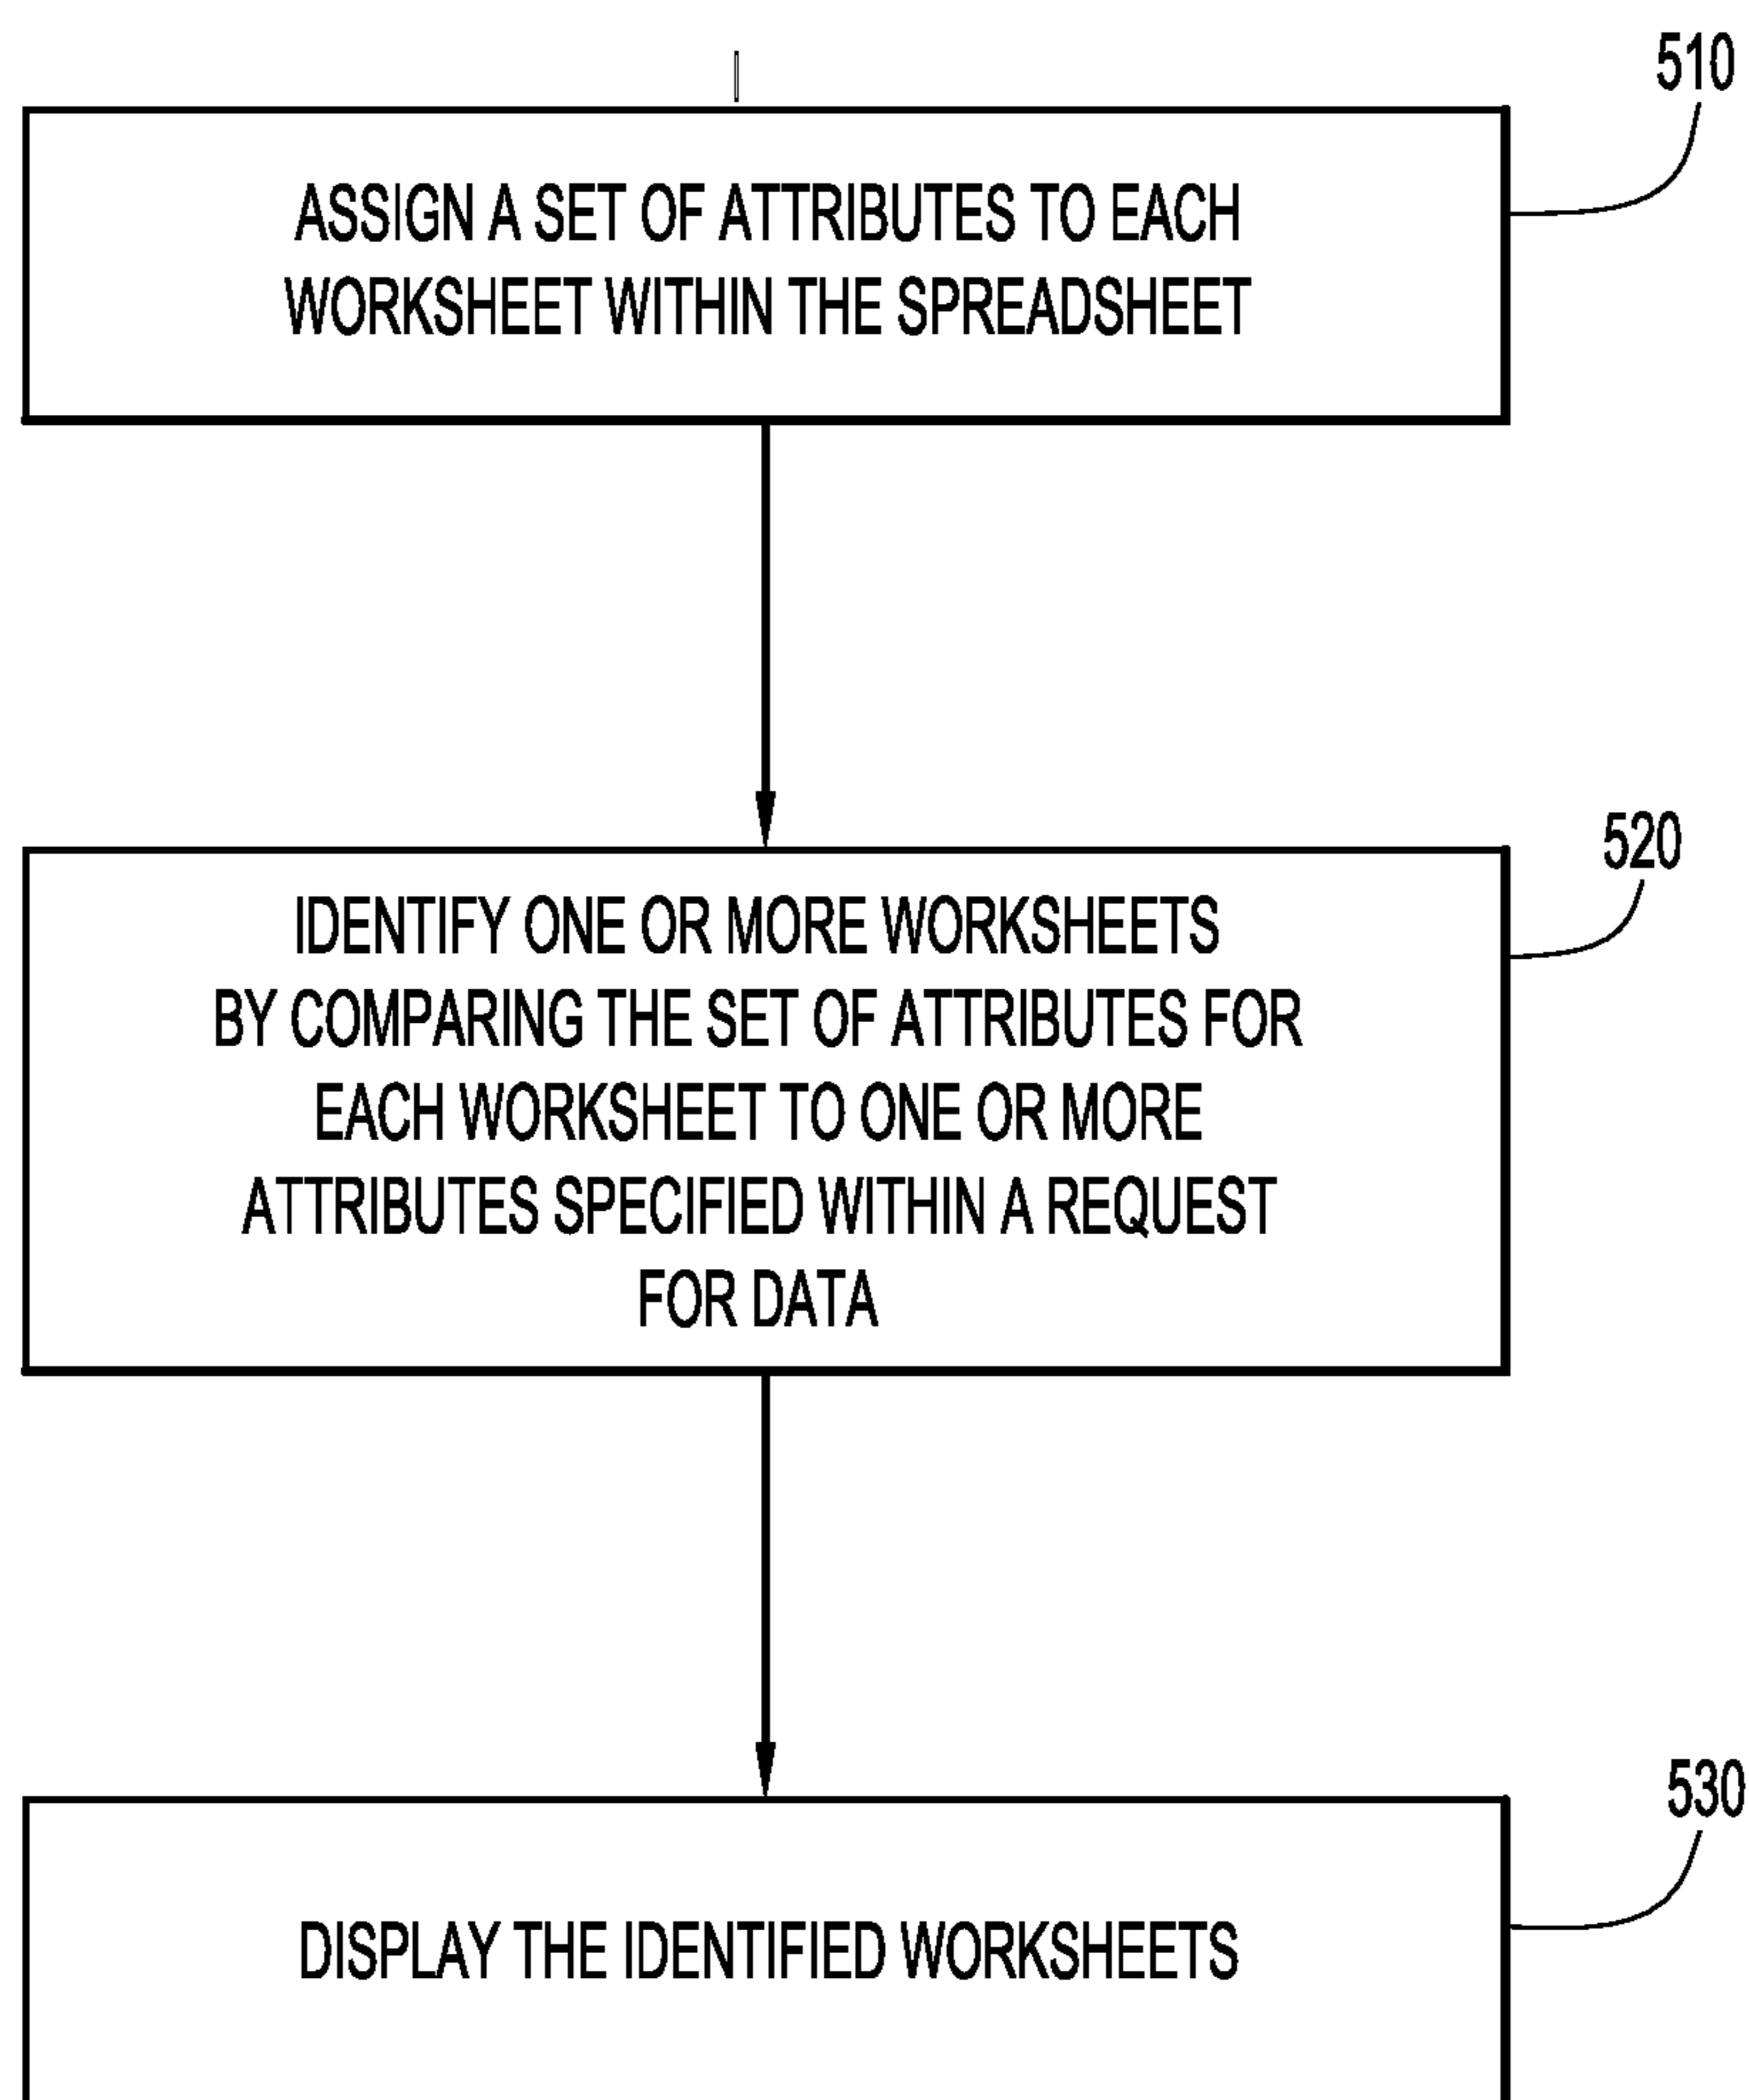 510
ASSIGN A SET OF ATTRIBUTES TO EACH
WORKSHEET WITHIN THE SPREADSHEET
520
IDENTIFY ONE OR MORE WORKSHEETS
BY COMPARING THE SET OF ATTRIBUTES FOR
EACH WORKSHEET TO ONE OR MORE
ATTRIBUTES SPECIFIED WITHIN A REQUEST
FOR DATA
530
DISPLAY THE IDENTIFIED WORKSHEETS